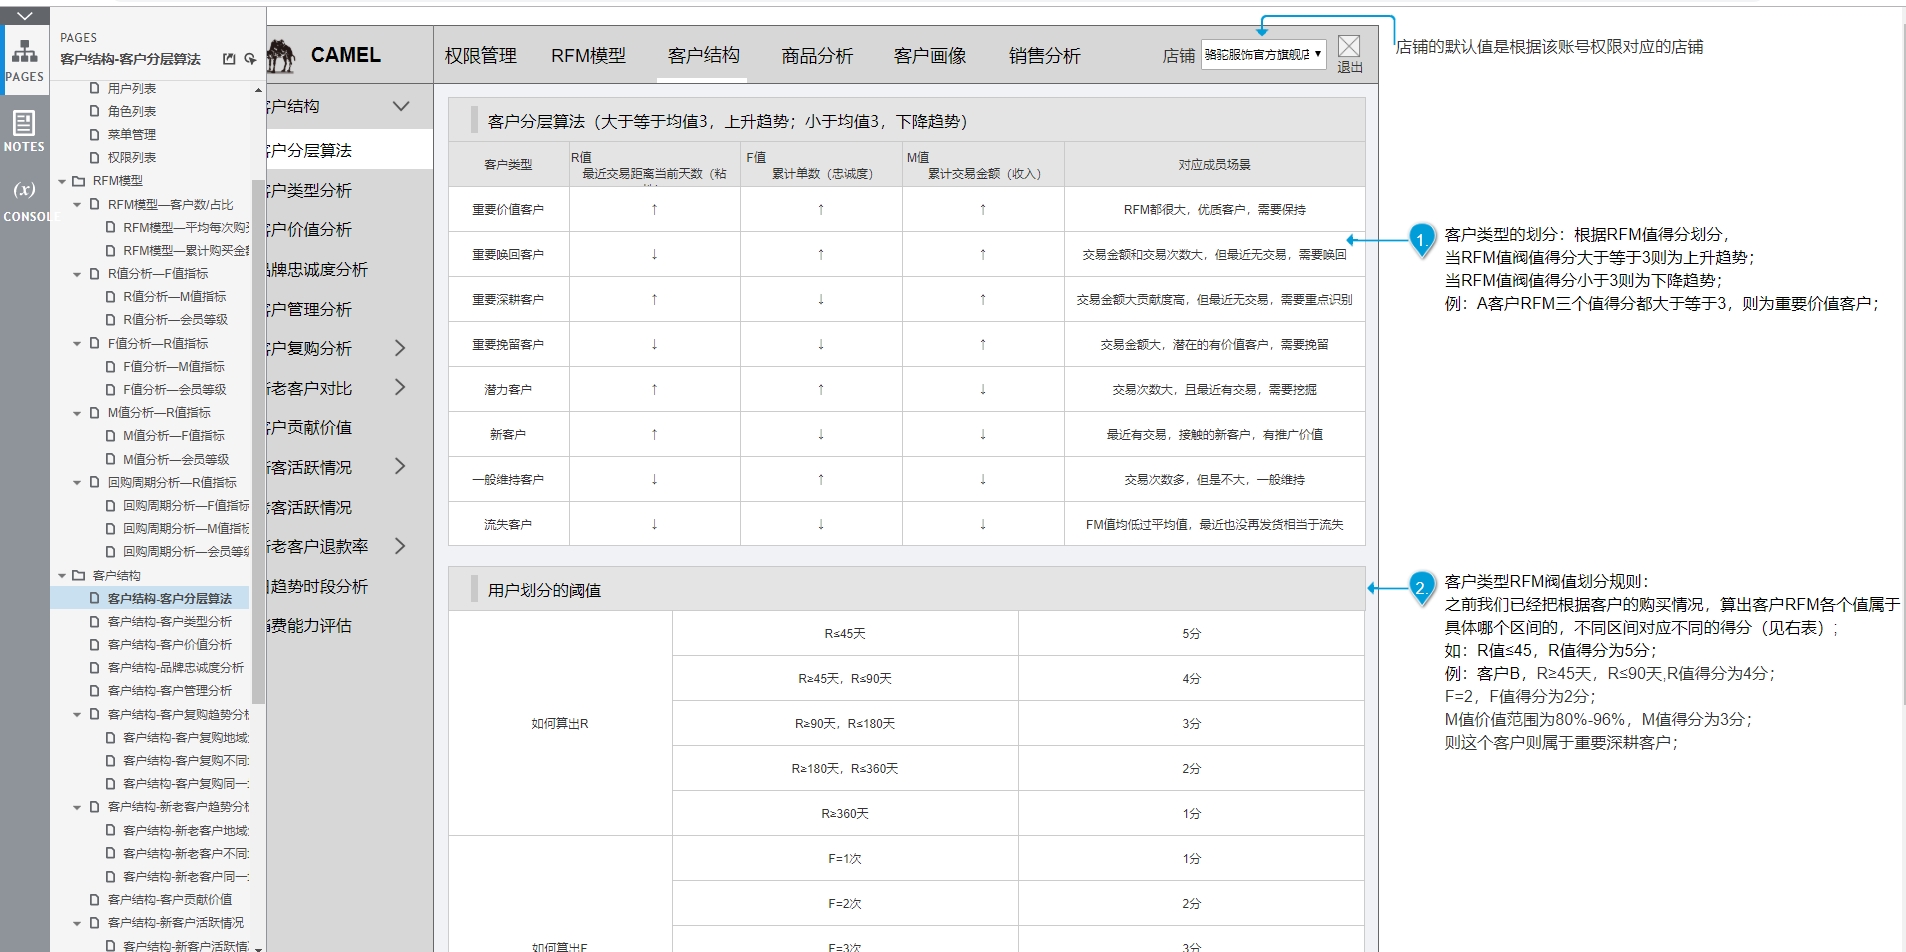 PAGES
客户结构-客户分层算法
PAGES
NOTES
(x)
CONSOLE
用户列表
角色列表
菜单管理
权限列表
RFM模型
RFM模型—客户数/占比
RFM模型—平均每次购
RFM模型—累计购买金
R值分析—F值指标
R值分析—M值指标
R值分析—会员等级
F值分析—R值指标
F值分析—M值指标
F值分析—会员等级
M值分析—R值指标
M值分析—F值指标
M值分析—会员等级
回购周期分析—R值指标
回购周期分析—F值指标
回购周期分析—M值指标
回购周期分析—会员等
客户结构
客户结构-客户分层算法
客户结构-客户类型分析
客户结构-客户价值分析
客户结构-品牌忠诚度分析
客户结构-客户管理分析
客户结构-客户复购趋势分
客户结构-客户复购地域
客户结构-客户复购不同
客户结构-客户复购同一
客户结构-新老客户趋势分
客户结构-新老客户地域
客户结构-新老客户不同
客户结构-新老客户同一
客户结构-客户贡献价值
客户结构-新客户活跃情况
客户结构-新客户活跃情
CAMEL
权限管理 RFM模型 客户结构 商品分析 客户画像 销售分析
店铺 骆驼服饰官方旗舰店 退出
店铺的默认值是根据该账号权限对应的店铺
客户结构
客户分层算法
客户类型分析
客户价值分析
品牌忠诚度分析
客户管理分析
客户复购分析
新老客户对比
客户贡献价值
新客活跃情况
老客活跃情况
新老客户退款率
趋势时段分析
消费能力评估
客户分层算法（大于等于均值3，上升趋势；小于均值3，下降趋势）
客户类型 R值 最近交易距离当前天数（粘 F值 累计单数（忠诚度） M值 累计交易金额（收入） 对应成员场景
重要价值客户 ↑ ↑ ↑ RFM都很大，优质客户，需要保持
重要唤回客户 ↓ ↑ ↑ 交易金额和交易次数大，但最近无交易，需要唤回
重要深耕客户 ↑ ↓ ↑ 交易金额大贡献度高，但最近无交易，需要重点识别
重要挽留客户 ↓ ↓ ↑ 交易金额大，潜在的有价值客户，需要挽留
潜力客户 ↑ ↑ ↓ 交易次数大，且最近有交易，需要挖掘
新客户 ↑ ↓ ↓ 最近有交易，接触的新客户，有推广价值
一般维持客户 ↓ ↑ ↓ 交易次数多，但是不大，一般维持
流失客户 ↓ ↓ ↓ FM值均低过平均值，最近也没再发货相当于流失
1.
客户类型的划分：根据RFM值得分划分，
当RFM值阀值得分大于等于3则为上升趋势；
当RFM值阀值得分小于3则为下降趋势；
例：A客户RFM三个值得分都大于等于3，则为重要价值客户；
用户划分的阈值
如何算出R
R≤45天 5分
R≥45天，R≤90天 4分
R≥90天，R≤180天 3分
R≥180天，R≤360天 2分
R≥360天 1分
F=1次 1分
F=2次 2分
如何算出F
F=3次 3分
2.
客户类型RFM阀值划分规则：
之前我们已经把根据客户的购买情况，算出客户RFM各个值属于
具体哪个区间的，不同区间对应不同的得分（见右表）；
如：R值≤45，R值得分为5分；
例：客户B，R≥45天，R≤90天,R值得分为4分；
F=2，F值得分为2分；
M值价值范围为80%-96%，M值得分为3分；
则这个客户则属于重要深耕客户；